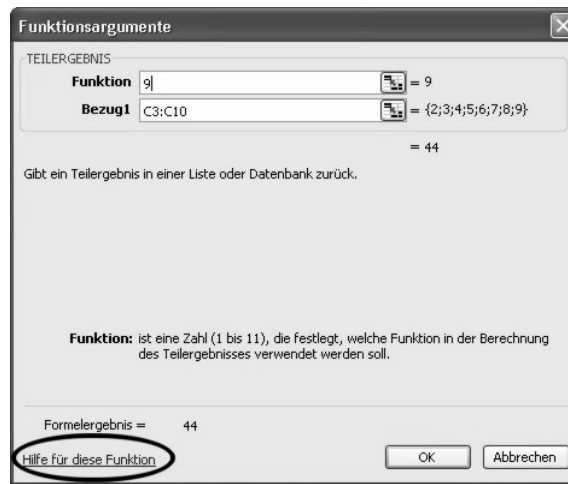 Funktionsargumente
TEILERGEBNIS
Funktion 9 = 9
Bezug1 C3:C10 = {2;3;4;5;6;7;8;9}
= 44
Gibt ein Teilergebnis in einer Liste oder Datenbank zurück.
Funktion: ist eine Zahl (1 bis 11), die festlegt, welche Funktion in der Berechnung
des Teilergebnisses verwendet werden soll.
Formelergebnis = 44
Hilfe für diese Funktion OK Abbrechen